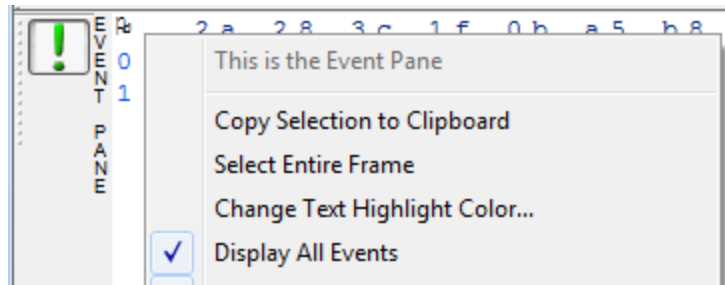 EVENT PANE
2a 28 3c 1f 0b a5 b8
0
1
This is the Event Pane
Copy Selection to Clipboard
Select Entire Frame
Change Text Highlight Color...
Display All Events